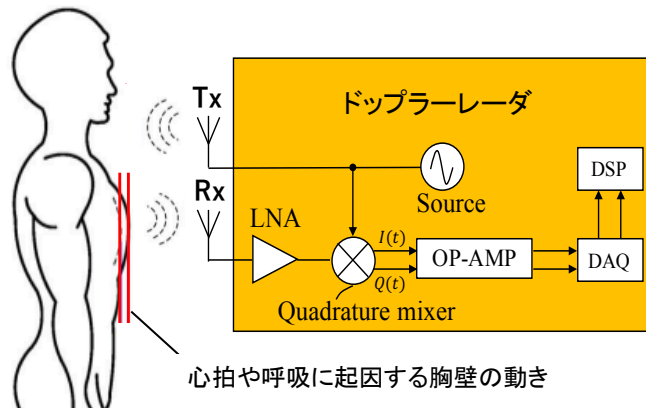 Tx
ドップラーレーダ
DSP
Rx
Source
LNA
I(t)
OP-AMP
DAQ
Q(t)
Quadrature mixer
心拍や呼吸に起因する胸壁の動き